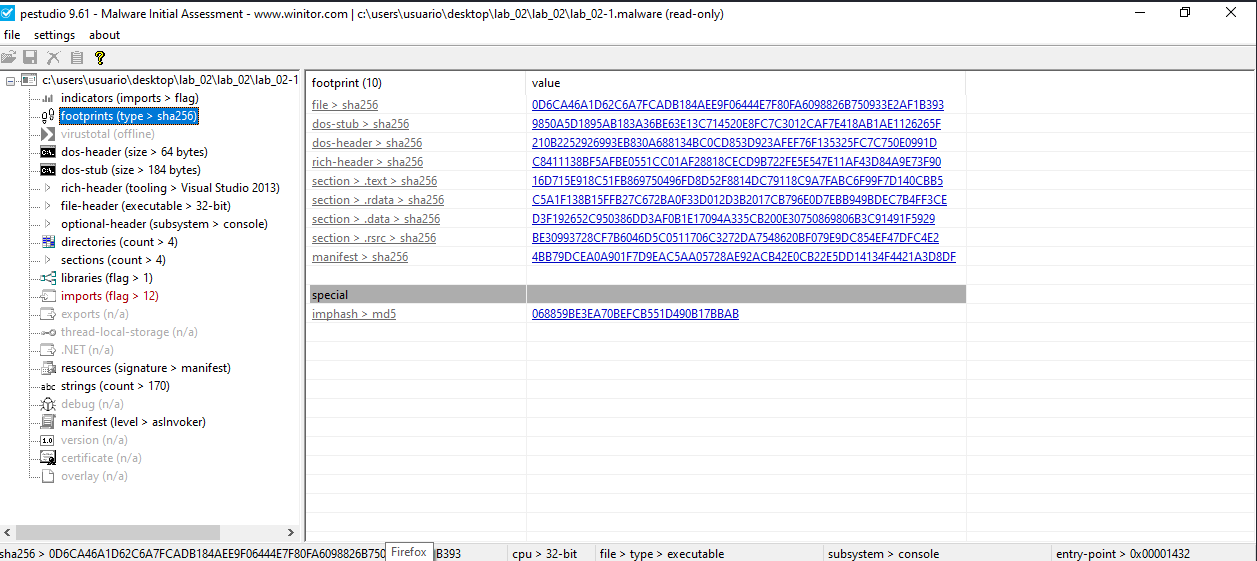 pestudio 9.61 - Malware Initial Assessment - www.winitor.com | c:\users\usuario\desktop\lab_02\lab_02\lab_02-1.malware (read-only)
file settings about
c:\users\usuario\desktop\lab_02\lab_02\lab_02-1
indicators (imports > flag)
footprints (type > sha256)
virustotal (offline)
dos-header (size > 64 bytes)
dos-stub (size > 184 bytes)
rich-header (tooling > Visual Studio 2013)
file-header (executable > 32-bit)
optional-header (subsystem > console)
directories (count > 4)
sections (count > 4)
libraries (flag > 1)
imports (flag > 12)
exports (n/a)
thread-local-storage (n/a)
.NET (n/a)
resources (signature > manifest)
abc strings (count > 170)
debug (n/a)
manifest (level > asInvoker)
1.0 version (n/a)
certificate (n/a)
overlay (n/a)
footprint (10) value
file > sha256 0D6CA46A1D62C6A7FCADB184AEE9F06444E7F80FA6098826B750933E2AF1B393
dos-stub > sha256 9850A5D1895AB183A36BE63E13C714520E8FC7C3012CAF7E418AB1AE1126265F
dos-header > sha256 210B2252926993EB830A688134BC0CD853D923AFEF76F135325FC7C750E0991D
rich-header > sha256 C8411138BF5AFBE0551CC01AF28818CECD9B722FE5E547E11AF43D84A9E73F90
section > .text > sha256 16D715E918C51FB869750496FD8D52F8814DC79118C9A7FABC6F99F7D140CBB5
section > .rdata > sha256 C5A1F138B15FFB27C672BA0F33D012D3B2017CB796E0D7EBB949BDEC7B4FF3CE
section > .data > sha256 D3F192652C950386DD3AF0B1E17094A335CB200E30750869806B3C91491F5929
section > .rsrc > sha256 BE30993728CF7B6046D5C0511706C3272DA7548620BF079E9DC854EF47DFC4E2
manifest > sha256 4BB79DCEA0A901F7D9EAC5AA05728AE92ACB42E0CB22E5DD14134F4421A3D8DF
special
imphash > md5 068859BE3EA70BEFCB551D490B17BBAB
sha256 > 0D6CA46A1D62C6A7FCADB184AEE9F06444E7F80FA6098826B750 Firefox B393 cpu > 32-bit file > type > executable subsystem > console entry-point > 0x00001432